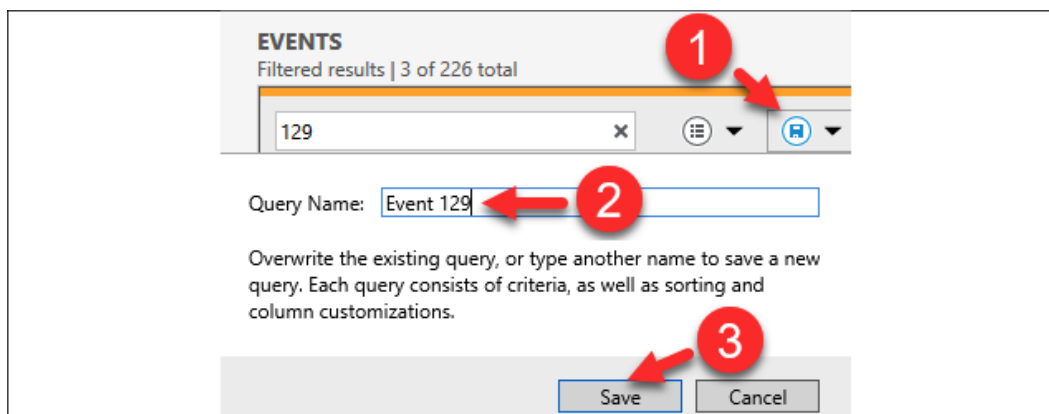 EVENTS
Filtered results | 3 of 226 total
1
129
Query Name: Event 129
2
Overwrite the existing query, or type another name to save a new
query. Each query consists of criteria, as well as sorting and
column customizations.
3
Save Cancel